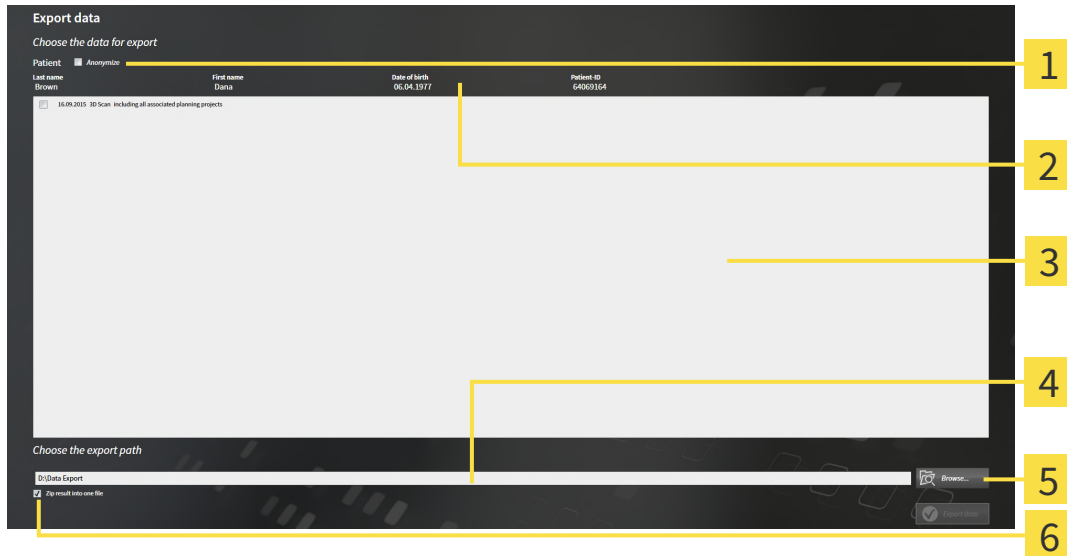 Export data
Choose the data for export
Patient Anonymize
1
Last name First name Date of birth Patient-ID
Brown Dana 06.04.1977 64069164
16.09.2015 3D Scan including all associated planning projects
2
3
4
Choose the export path
D:\Data Export Browse...
5
Zip result into one file
Export data
6